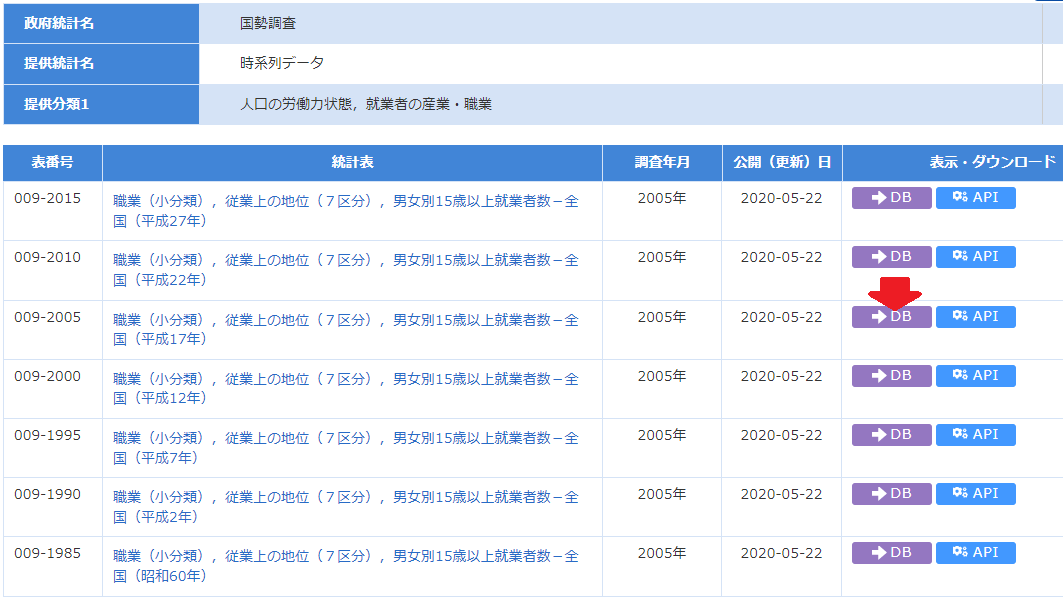 政府統計名 国勢調査
提供統計名 時系列データ
提供分類1 人口の労働力状態，就業者の産業・職業
表番号 統計表 調査年月 公開（更新）日 表示・ダウンロード
009-2015 職業（小分類），従業上の地位（７区分），男女別15歳以上就業者数－全 2005年 2020-05-22 DB API
国（平成27年）
009-2010 職業（小分類），従業上の地位（７区分），男女別15歳以上就業者数－全 2005年 2020-05-22 DB API
国（平成22年）
009-2005 職業（小分類），従業上の地位（７区分），男女別15歳以上就業者数－全 2005年 2020-05-22 DB API
国（平成17年）
009-2000 職業（小分類），従業上の地位（７区分），男女別15歳以上就業者数－全 2005年 2020-05-22 DB API
国（平成12年）
009-1995 職業（小分類），従業上の地位（７区分），男女別15歳以上就業者数－全 2005年 2020-05-22 DB API
国（平成7年）
009-1990 職業（小分類），従業上の地位（７区分），男女別15歳以上就業者数－全 2005年 2020-05-22 DB API
国（平成2年）
009-1985 職業（小分類），従業上の地位（７区分），男女別15歳以上就業者数－全 2005年 2020-05-22 DB API
国（昭和60年）